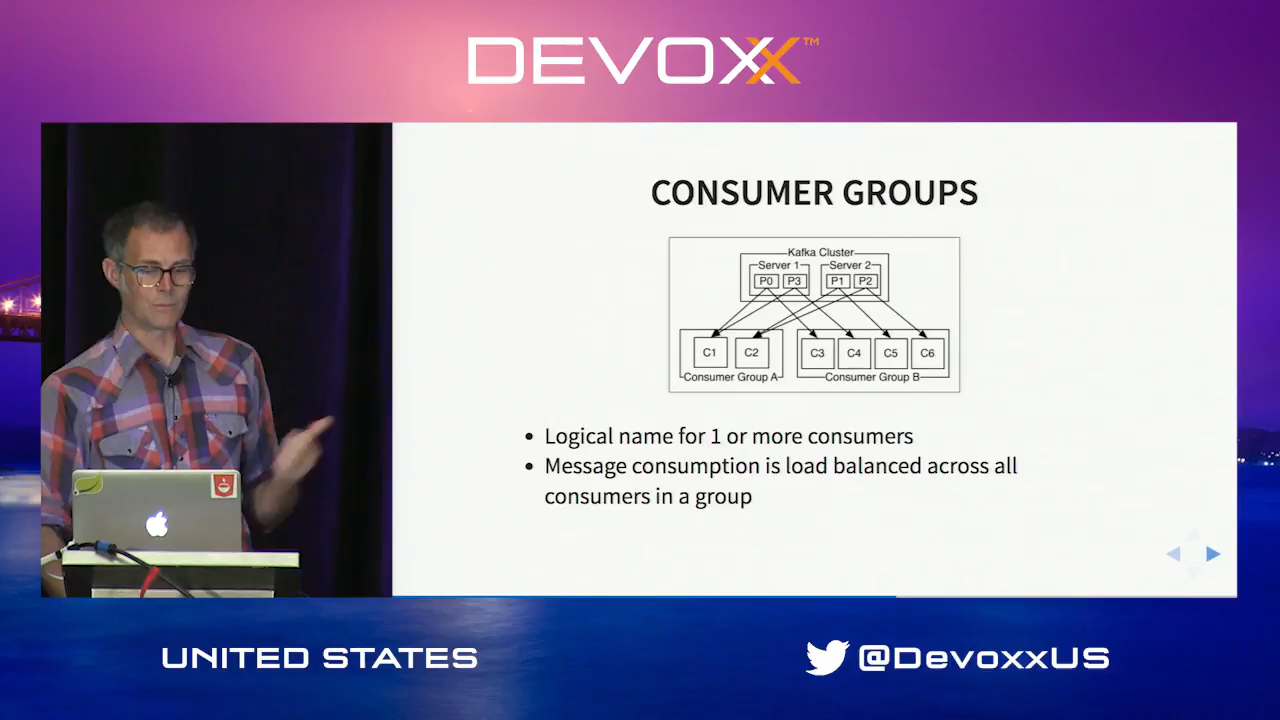 DEVOXX™
CONSUMER GROUPS
Kafka Cluster
Server 1
Server 2
P0
P3
P1
P2
C1
C2
C3
C4
C5
C6
Consumer Group A
Consumer Group B
• Logical name for 1 or more consumers
• Message consumption is load balanced across all
consumers in a group
UNITED STATES
@DevoxxUS